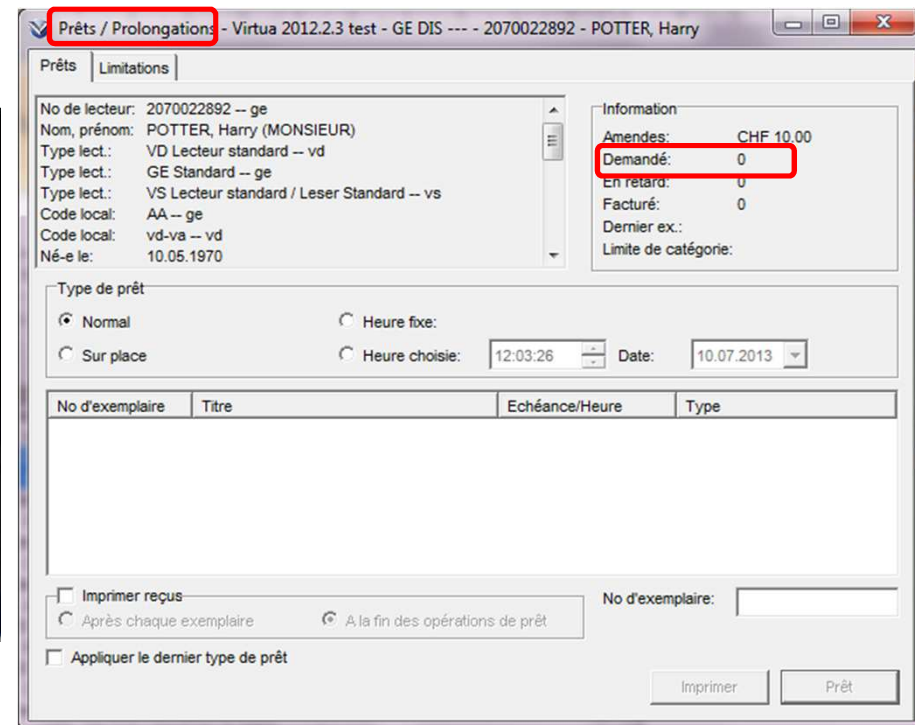 Prêts / Prolongations - Virtua 2012.2.3 test - GE DIS --- - 2070022892 - POTTER, Harry
Prêts Limitations
No de lecteur: 2070022892 -- ge
Nom, prénom: POTTER, Harry (MONSIEUR)
Type lect.: VD Lecteur standard -- vd
Type lect.: GE Standard -- ge
Type lect.: VS Lecteur standard / Leser Standard -- vs
Code local: AA -- ge
Code local: vd-va -- vd
Né-e le: 10.05.1970
Information
Amendes: CHF 10.00
Demandé: 0
En retard: 0
Facturé: 0
Dernier ex.:
Limite de catégorie:
Type de prêt
Normal Heure fixe:
Sur place Heure choisie: 12:03:26 Date: 10.07.2013
No d'exemplaire Titre Echéance/Heure Type
Imprimer reçus
Après chaque exemplaire A la fin des opérations de prêt
No d'exemplaire:
Appliquer le dernier type de prêt
Imprimer Prêt